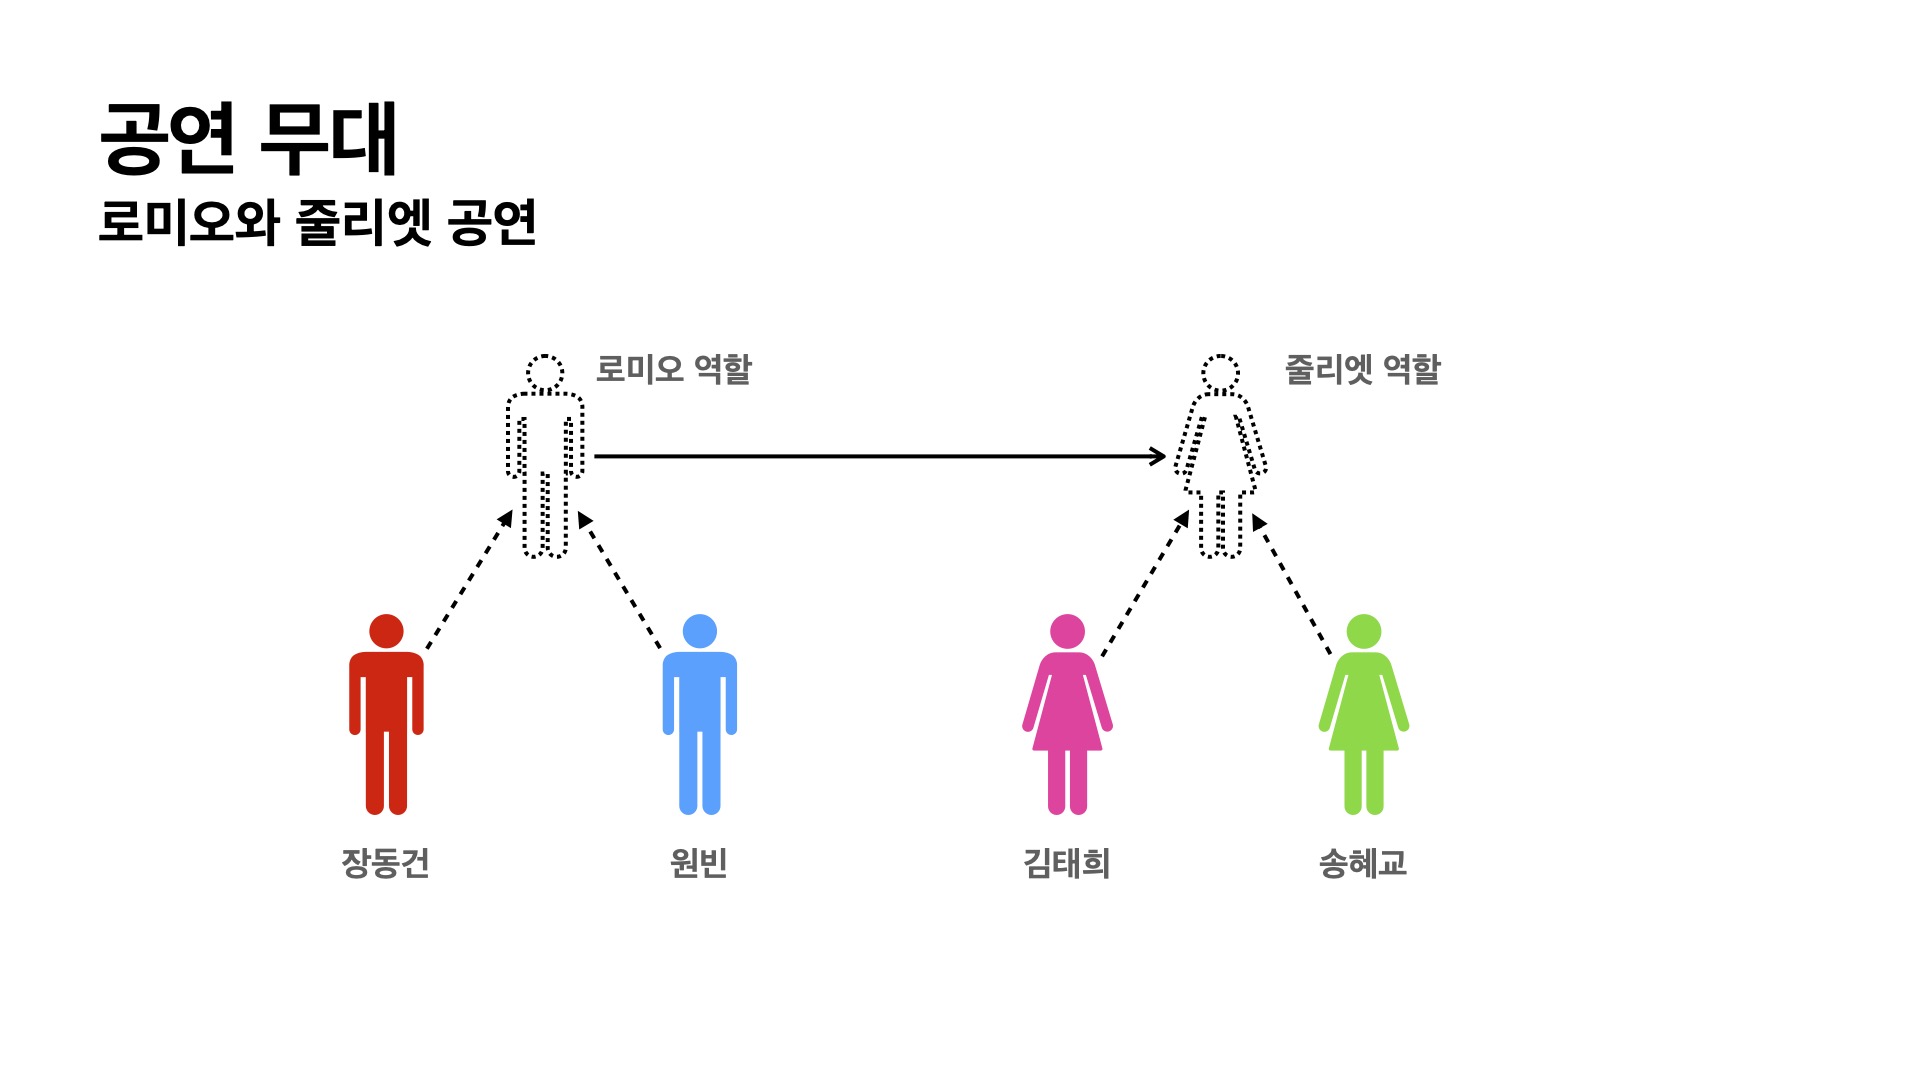 공연 무대
로미오와 줄리엣 공연
로미오 역할
줄리엣 역할
장동건
원빈
김태희
송혜교